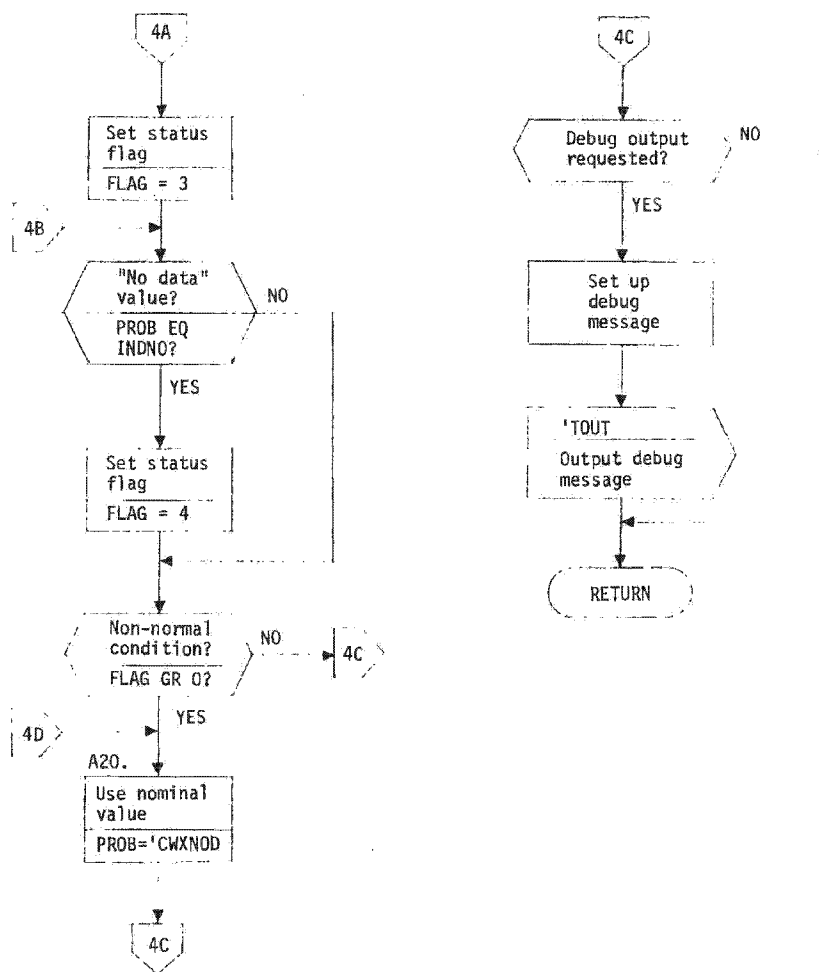 4A
Set status
flag
FLAG = 3
4B
"No data"
value?
NO
PROB EQ
INDNO?
YES
Set status
flag
FLAG = 4
Non-normal
condition?
NO
4C
FLAG GR 0?
YES
4D
A20.
Use nominal
value
PROB='CWXNOD
4C
4C
Debug output
requested?
NO
YES
Set up
debug
message
'TOUT
Output debug
message
RETURN